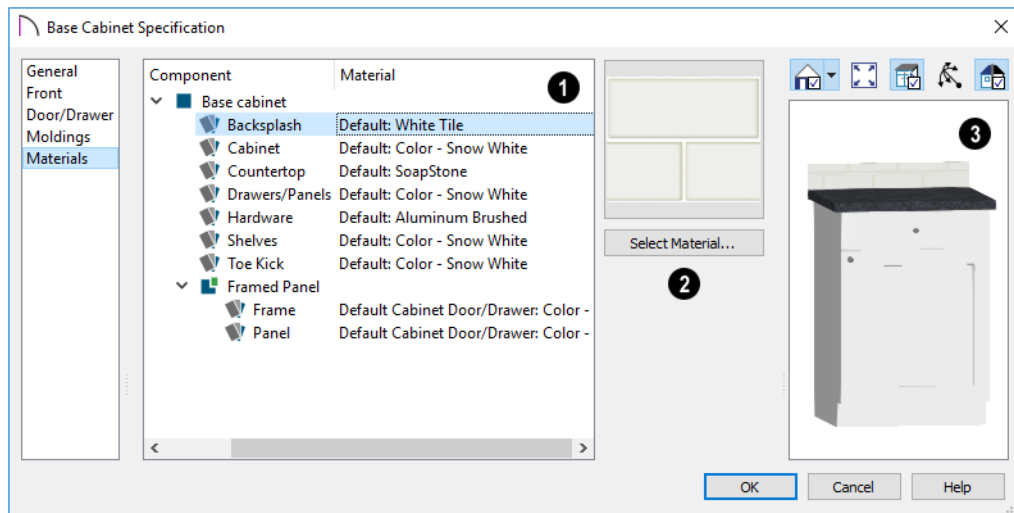 Base Cabinet Specification
General
Front
Door/Drawer
Moldings
Materials
Component Material
1
Base cabinet
Backsplash Default: White Tile
Cabinet Default: Color - Snow White
Countertop Default: SoapStone
Drawers/Panels Default: Color - Snow White
Hardware Default: Aluminum Brushed
Shelves Default: Color - Snow White
Toe Kick Default: Color - Snow White
Framed Panel
Frame Default Cabinet Door/Drawer: Color -
Panel Default Cabinet Door/Drawer: Color -
Select Material...
2
3
OK Cancel Help